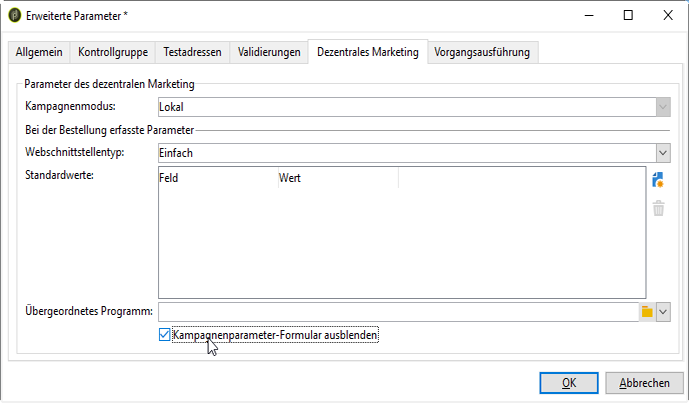 Erweiterte Parameter *
Allgemein Kontrollgruppe Testadressen Validierungen Dezentrales Marketing Vorgangsausführung
Parameter des dezentralen Marketing
Kampagnenmodus: Lokal
Bei der Bestellung erfasste Parameter
Webschnittstellentyp: Einfach
Standardwerte: Feld Wert
Übergeordnetes Programm:
Kampagnenparameter-Formular ausblenden
OK Abbrechen